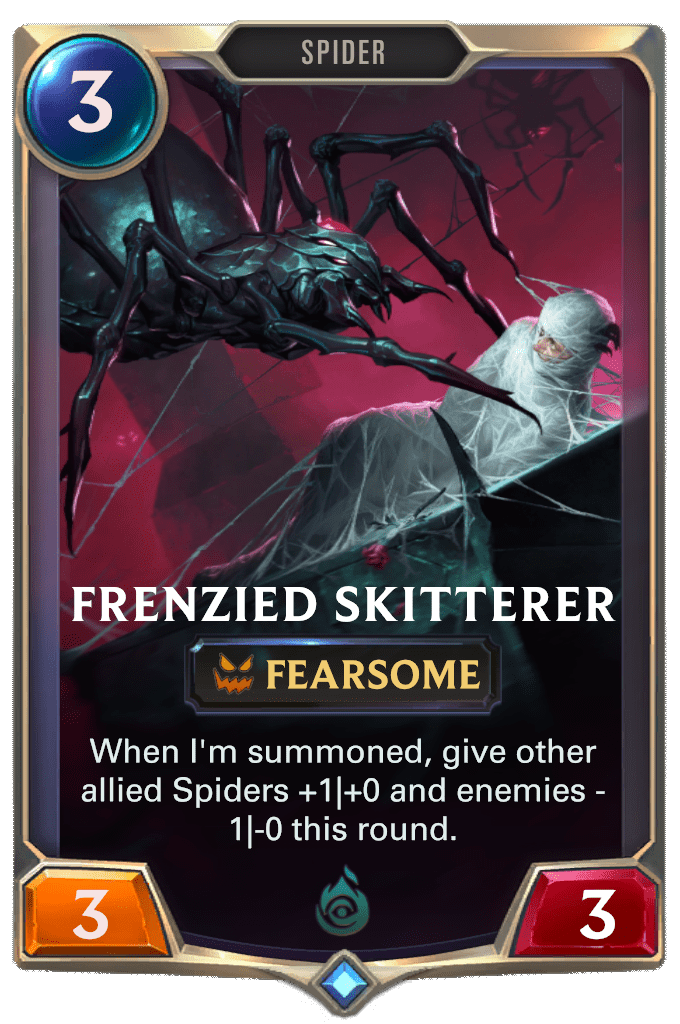 SPIDER
3
FRENZIED SKITTERER
FEARSOME
When I'm summoned, give other
allied Spiders +1|+0 and enemies -
1|-0 this round.
3
3